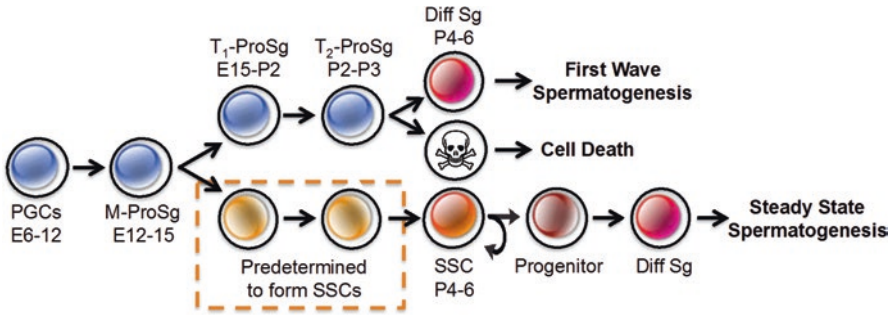 Diff Sg
P4-6
T₁-ProSg
E15-P2
T₂-ProSg
P2-P3
First Wave
Spermatogenesis
Cell Death
PGCs
E6-12
M-ProSg
E12-15
Predetermined
to form SSCs
SSC
P4-6
Progenitor
Diff Sg
Steady State
Spermatogenesis